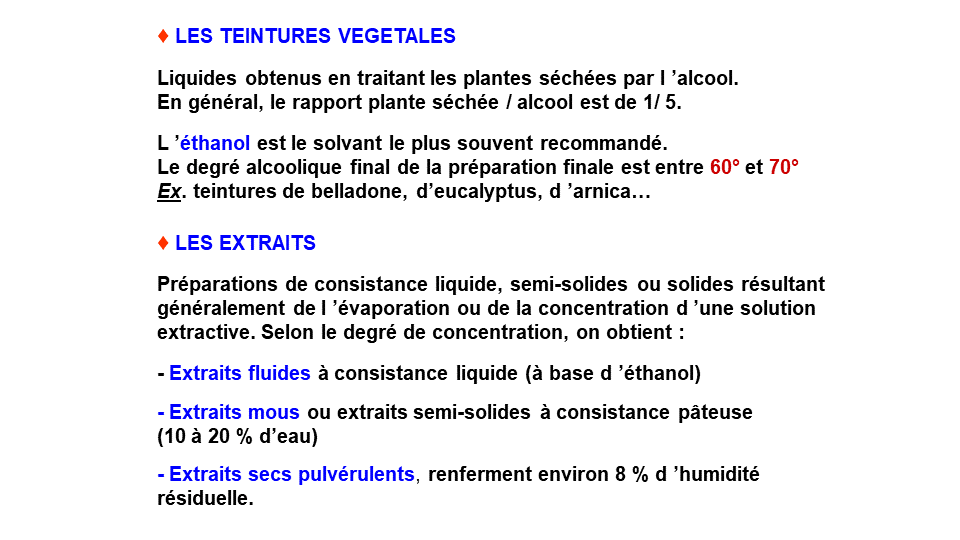 ♦ LES TEINTURES VEGETALES
Liquides obtenus en traitant les plantes séchées par l ’alcool.
En général, le rapport plante séchée / alcool est de 1/ 5.
L ’éthanol est le solvant le plus souvent recommandé.
Le degré alcoolique final de la préparation finale est entre 60° et 70°
Ex. teintures de belladone, d’eucalyptus, d ’arnica…
♦ LES EXTRAITS
Préparations de consistance liquide, semi-solides ou solides résultant
généralement de l ’évaporation ou de la concentration d ’une solution
extractive. Selon le degré de concentration, on obtient :
- Extraits fluides à consistance liquide (à base d ’éthanol)
- Extraits mous ou extraits semi-solides à consistance pâteuse
(10 à 20 % d’eau)
- Extraits secs pulvérulents, renferment environ 8 % d ’humidité
résiduelle.